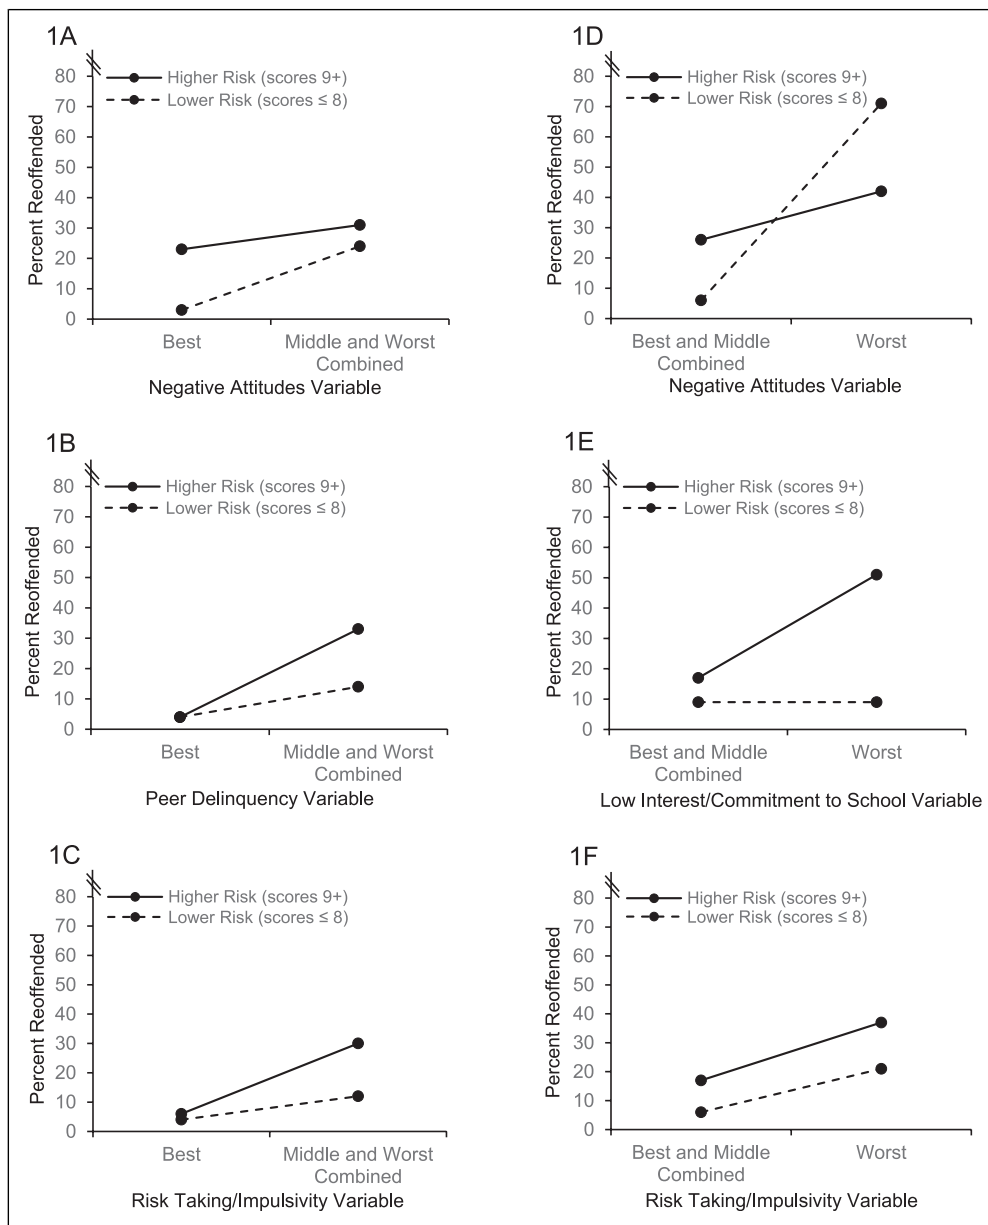 1A
Higher Risk (scores 9+)
Lower Risk (scores ≤ 8)
80
70
60
50
40
30
20
10
0
Percent Reoffended
Best
Middle and Worst
Combined
Negative Attitudes Variable
1D
Higher Risk (scores 9+)
Lower Risk (scores ≤ 8)
80
70
60
50
40
30
20
10
0
Percent Reoffended
Best and Middle
Combined
Worst
Negative Attitudes Variable
1B
Higher Risk (scores 9+)
Lower Risk (scores ≤ 8)
80
70
60
50
40
30
20
10
0
Percent Reoffended
Best
Middle and Worst
Combined
Peer Delinquency Variable
1E
Higher Risk (scores 9+)
Lower Risk (scores ≤ 8)
80
70
60
50
40
30
20
10
0
Percent Reoffended
Best and Middle
Combined
Worst
Low Interest/Commitment to School Variable
1C
Higher Risk (scores 9+)
Lower Risk (scores ≤ 8)
80
70
60
50
40
30
20
10
0
Percent Reoffended
Best
Middle and Worst
Combined
Risk Taking/Impulsivity Variable
1F
Higher Risk (scores 9+)
Lower Risk (scores ≤ 8)
80
70
60
50
40
30
20
10
0
Percent Reoffended
Best and Middle
Combined
Worst
Risk Taking/Impulsivity Variable